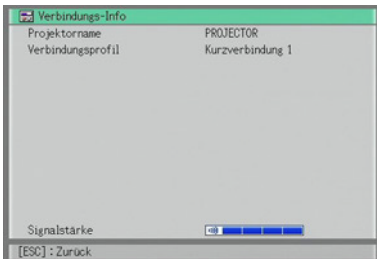 Verbindungs-Info
Projektorname PROJECTOR
Verbindungsprofil Kurzverbindung 1
Signalstärke
[ESC] : Zurück